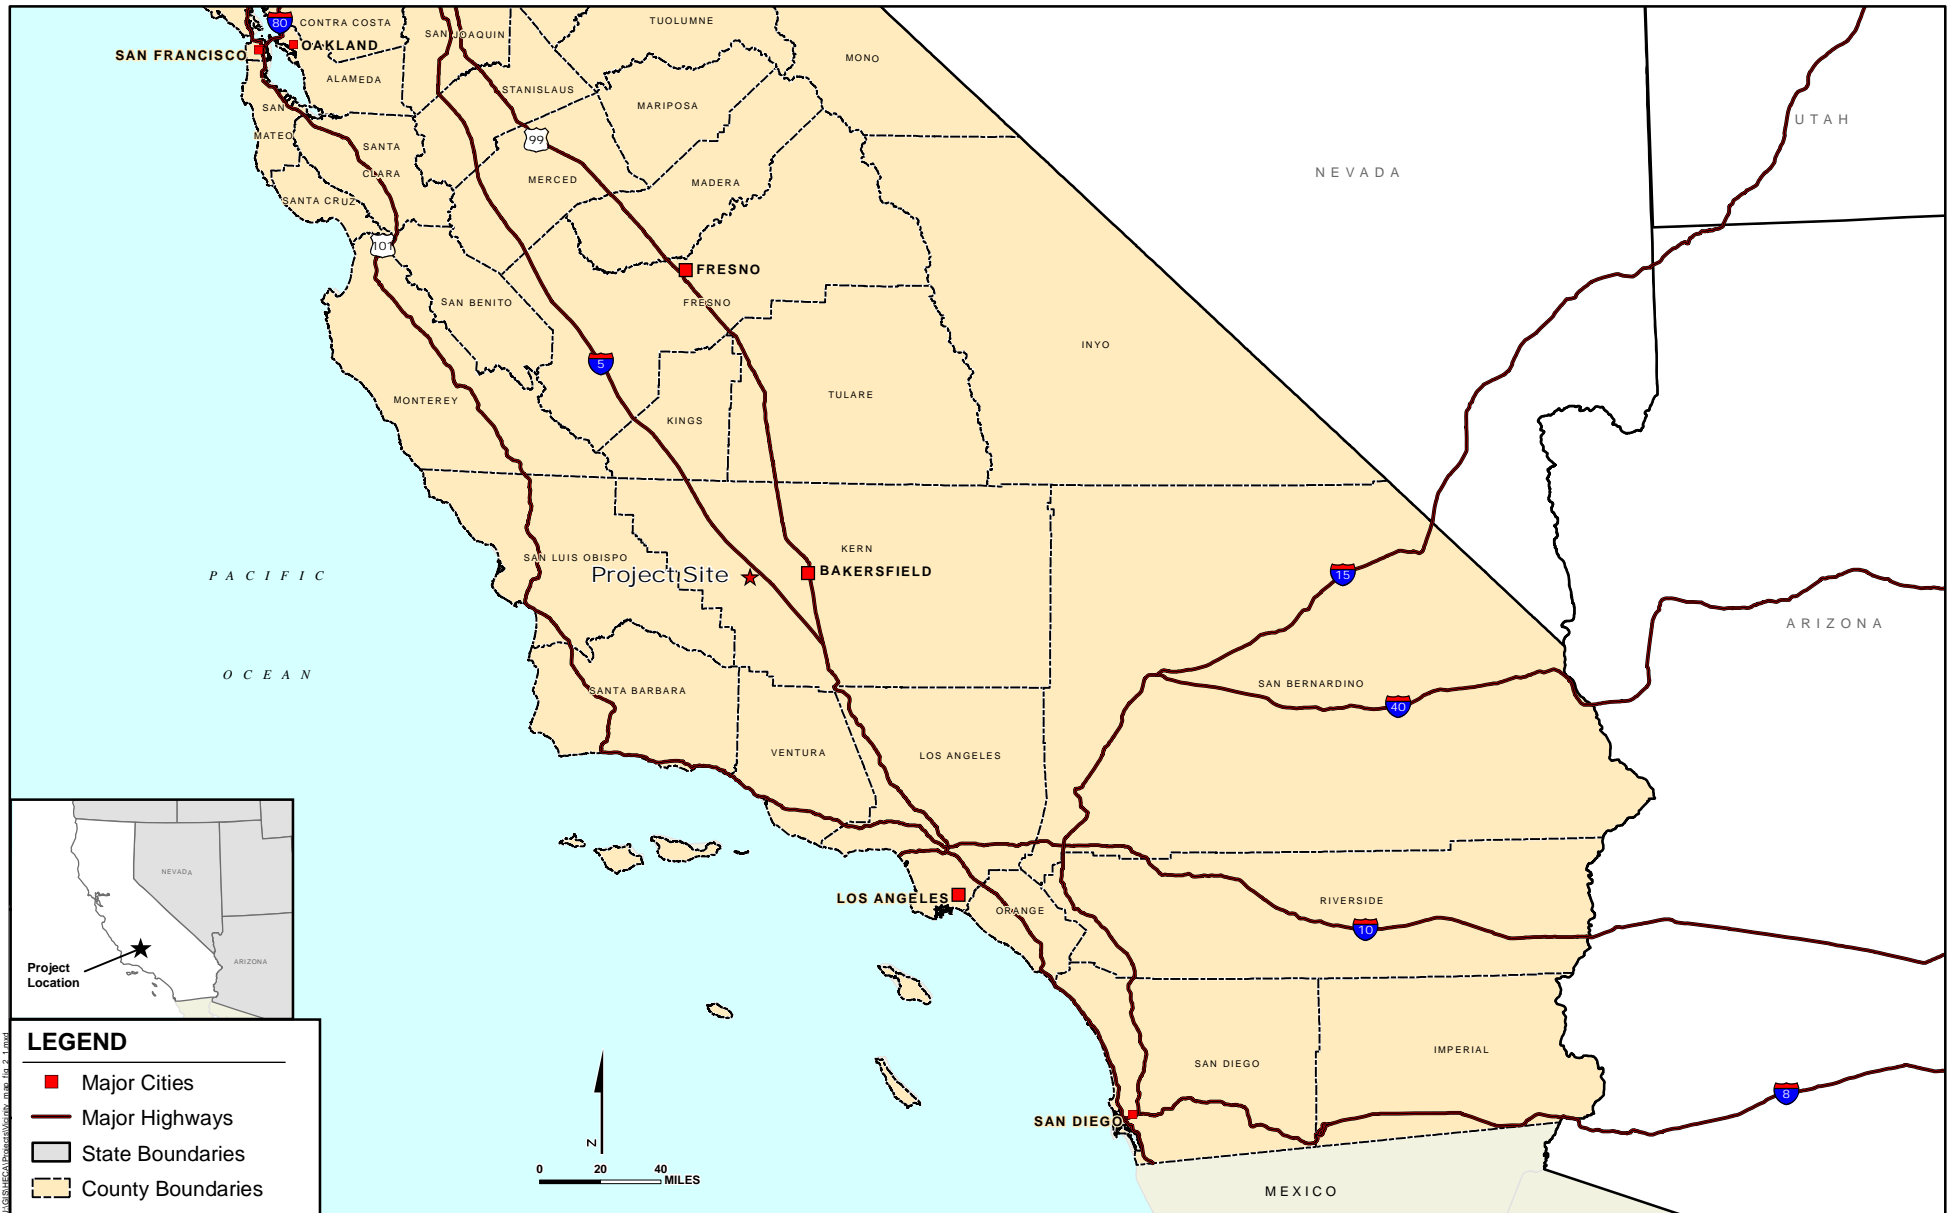 80
CONTRA COSTA
TUOLUMNE
SAN JOAQUIN
OAKLAND
SAN FRANCISCO
MONO
ALAMEDA
STANISLAUS
MARIPOSA
SAN
MATEO
UTAH
99
SANTA
CLARA
NEVADA
MERCED
MADERA
SANTA CRUZ
101
FRESNO
SAN BENITO
FRESNO
INYO
5
MONTEREY
TULARE
KINGS
KERN
SAN LUIS OBISPO
Project Site
BAKERSFIELD
15
PACIFIC
OCEAN
ARIZONA
SAN BERNARDINO
SANTA BARBARA
40
VENTURA
LOS ANGELES
NEVADA
LOS ANGELES
ORANGE
RIVERSIDE
10
ARIZONA
Project
Location
SAN DIEGO
IMPERIAL
8
SAN DIEGO
MEXICO
LEGEND
Major Cities
Major Highways
State Boundaries
County Boundaries
N
0 20 40
MILES